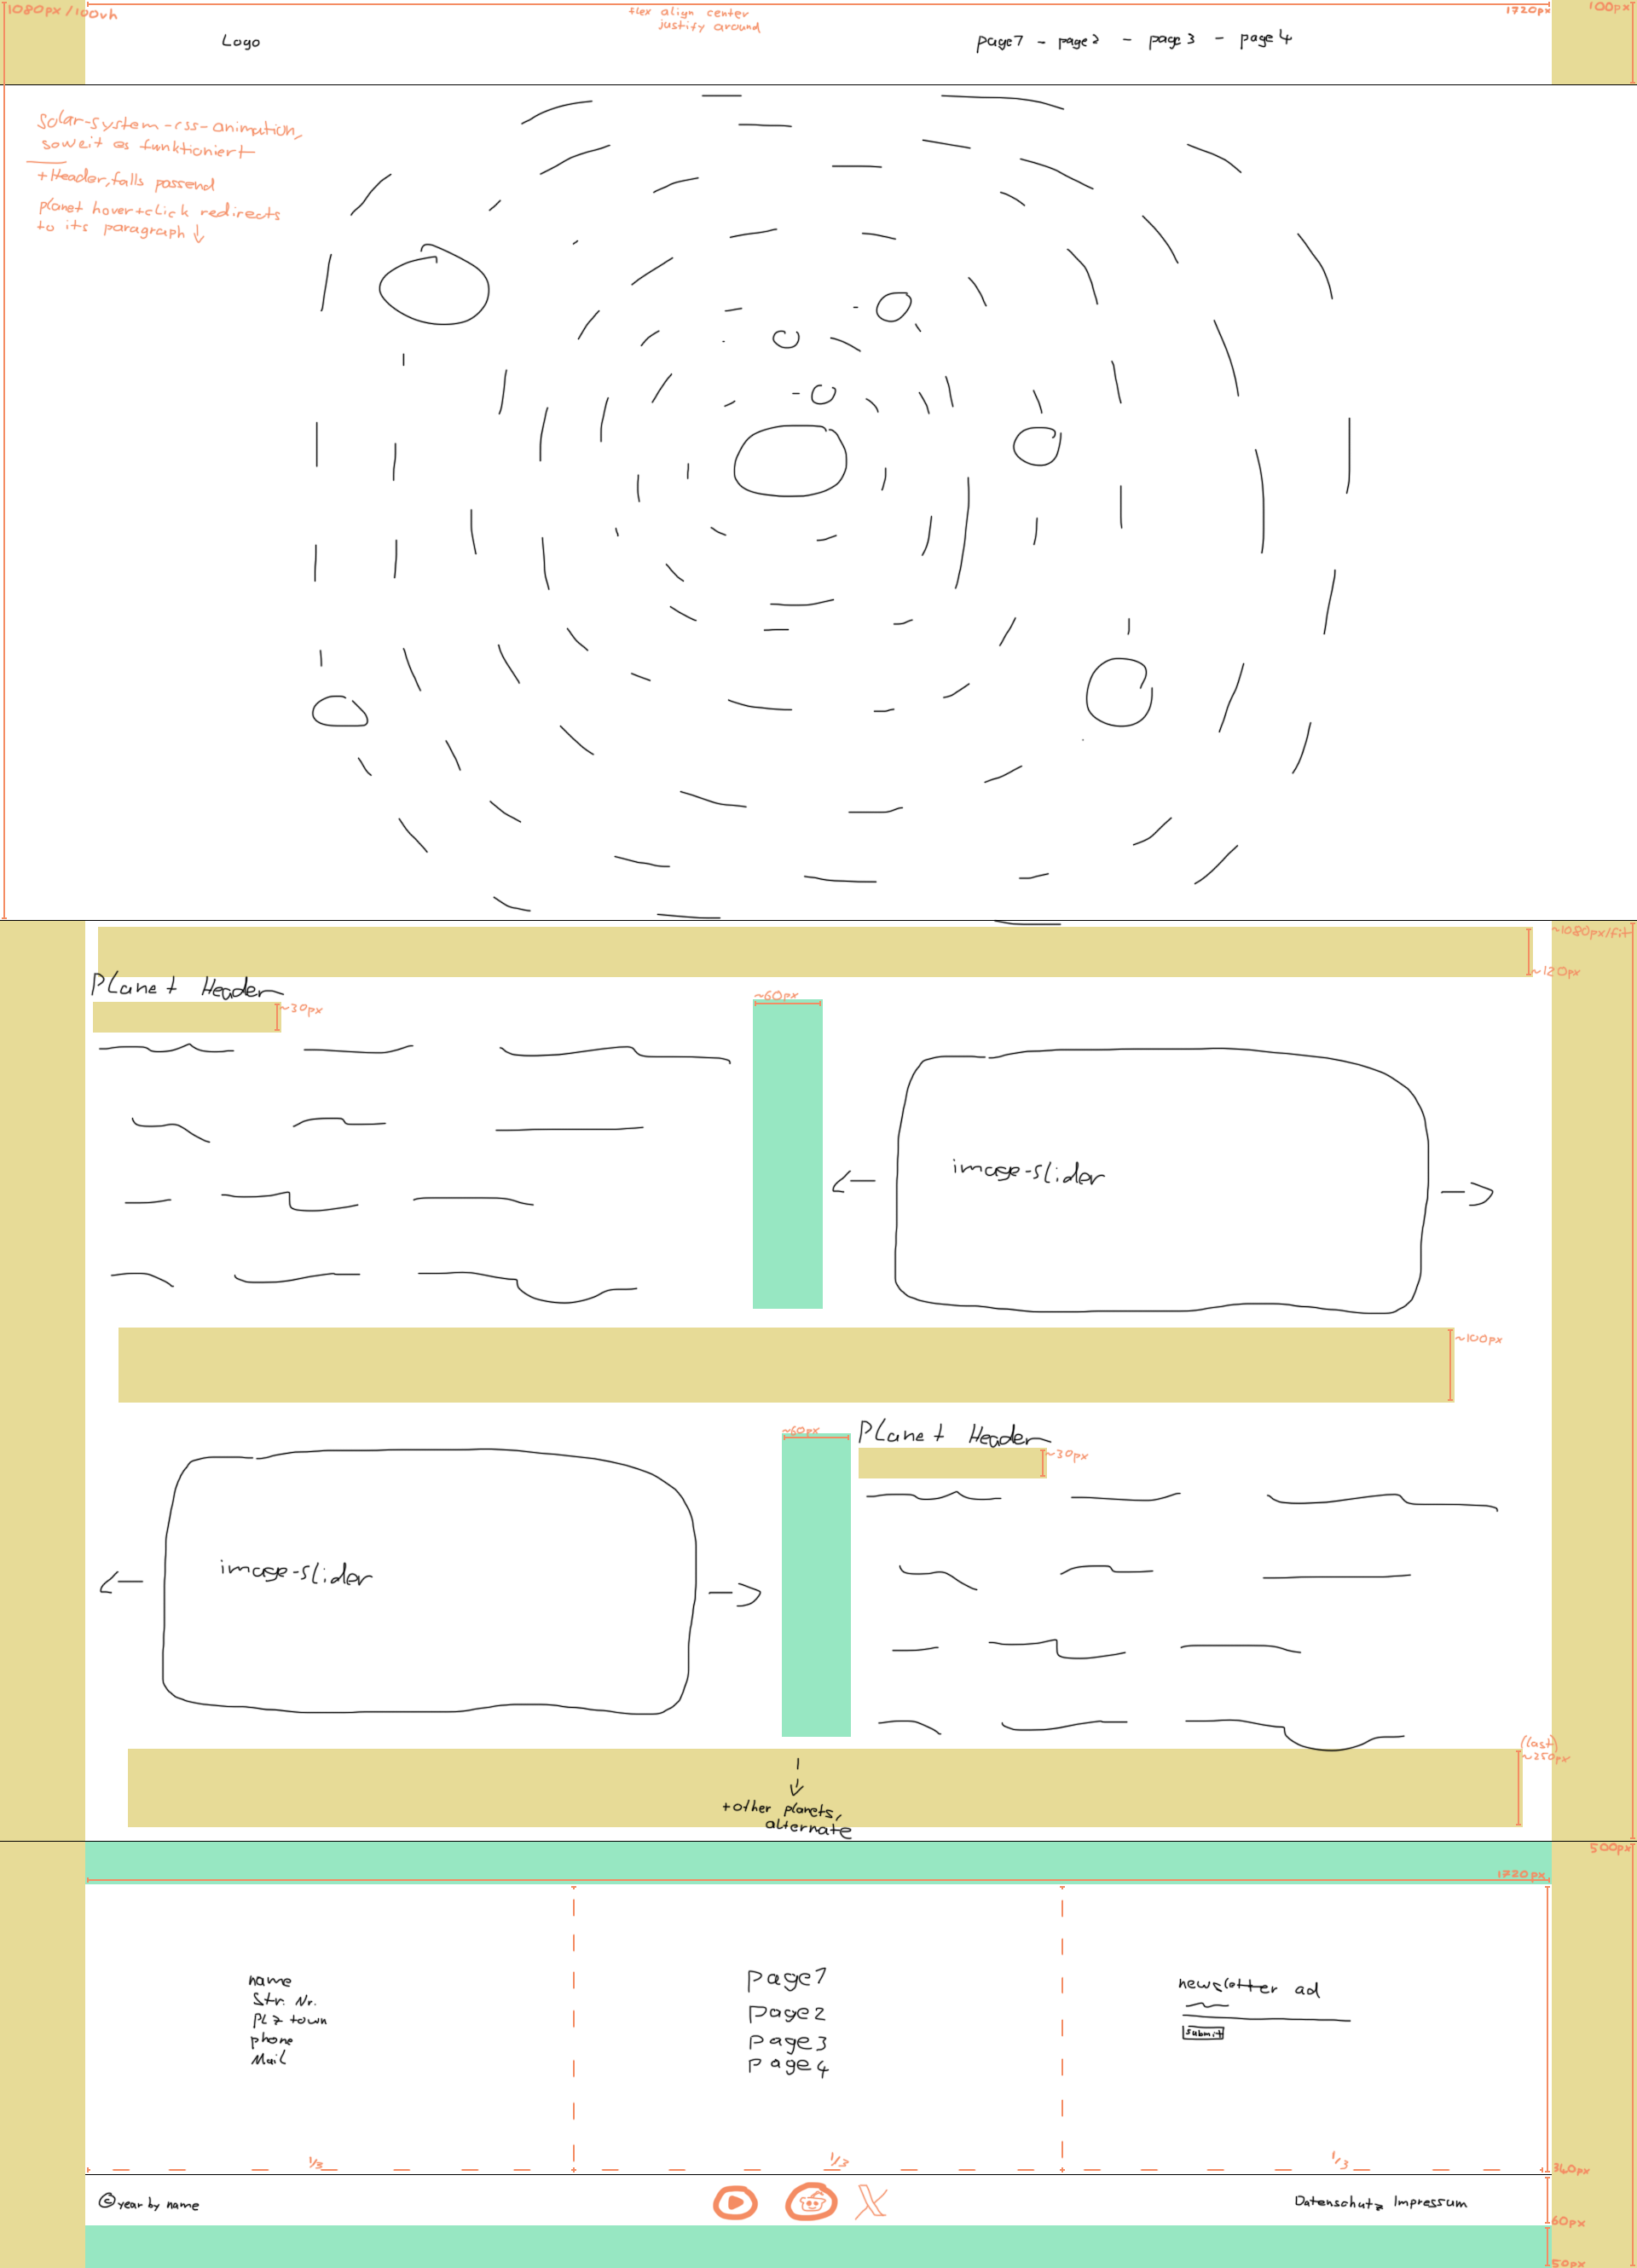 1080px/100vh
flex align center
justify around
1720px
100px
Logo
page1 - page2 - page3 - page4
Solar-system-css-animation,
soweit es funktioniert
+Header, falls passend
planet hover+click redirects
to its paragraph ↓
~1080px/fit
~120px
Planet Header
~30px
~60px
image-slider
~100px
~60px
Planet Header
~30px
image-slider
(last)
~250px
+other planets,
alternate
500px
1720px
name
Str. Nr.
PLZ town
phone
Mail
page1
page2
page3
page4
newsletter ad
submit
1/3
1/3
1/3
340px
© year by name
Datenschutz Impressum
60px
50px